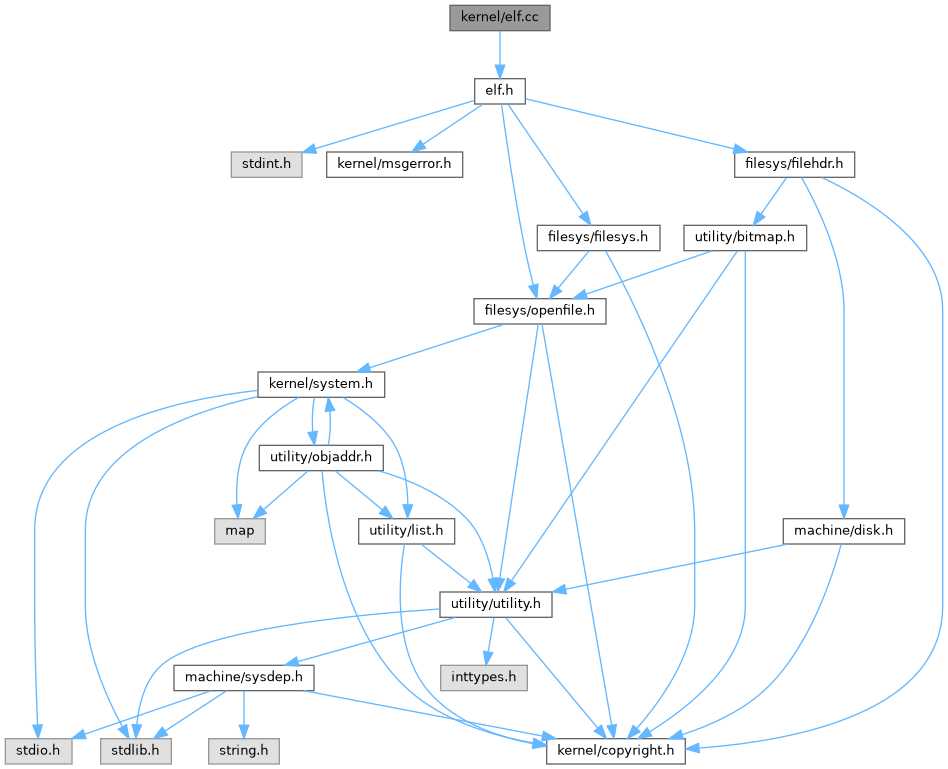 kernel/elf.cc
elf.h
stdint.h
kernel/msgerror.h
filesys/filehdr.h
filesys/filesys.h
utility/bitmap.h
filesys/openfile.h
kernel/system.h
utility/objaddr.h
map
utility/list.h
machine/disk.h
utility/utility.h
machine/sysdep.h
inttypes.h
stdio.h
stdlib.h
string.h
kernel/copyright.h